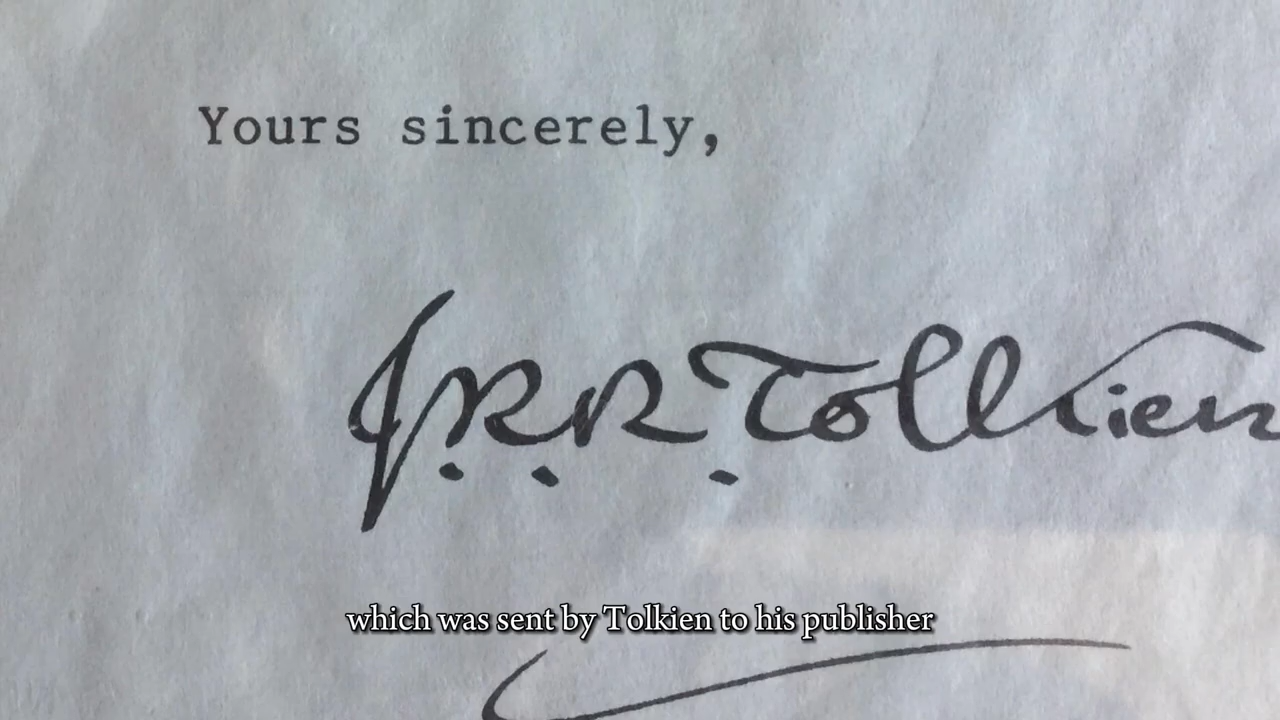 Yours sincerely,
J.R.R. Tolkien
which was sent by Tolkien to his publisher